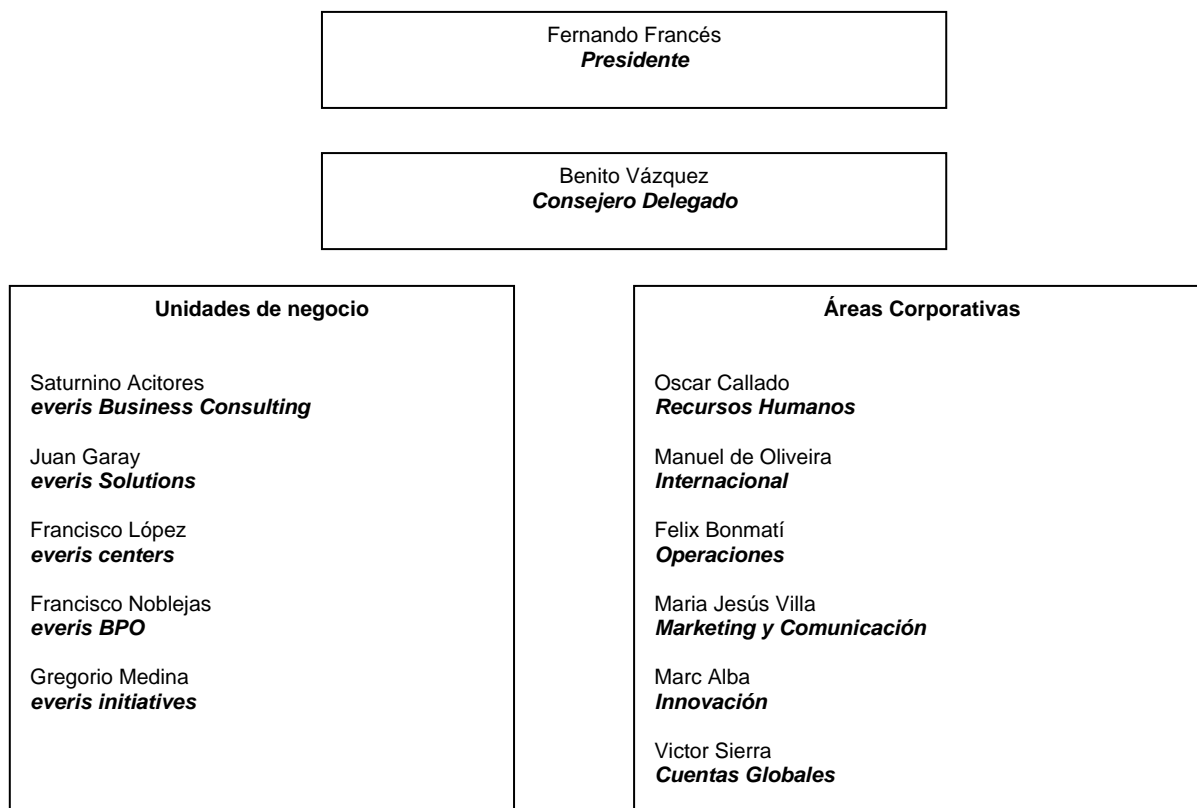 Fernando Francés
Presidente
Benito Vázquez
Consejero Delegado
Unidades de negocio
Saturnino Acitores
everis Business Consulting
Juan Garay
everis Solutions
Francisco López
everis centers
Francisco Noblejas
everis BPO
Gregorio Medina
everis initiatives
Áreas Corporativas
Oscar Callado
Recursos Humanos
Manuel de Oliveira
Internacional
Felix Bonmatí
Operaciones
Maria Jesús Villa
Marketing y Comunicación
Marc Alba
Innovación
Victor Sierra
Cuentas Globales